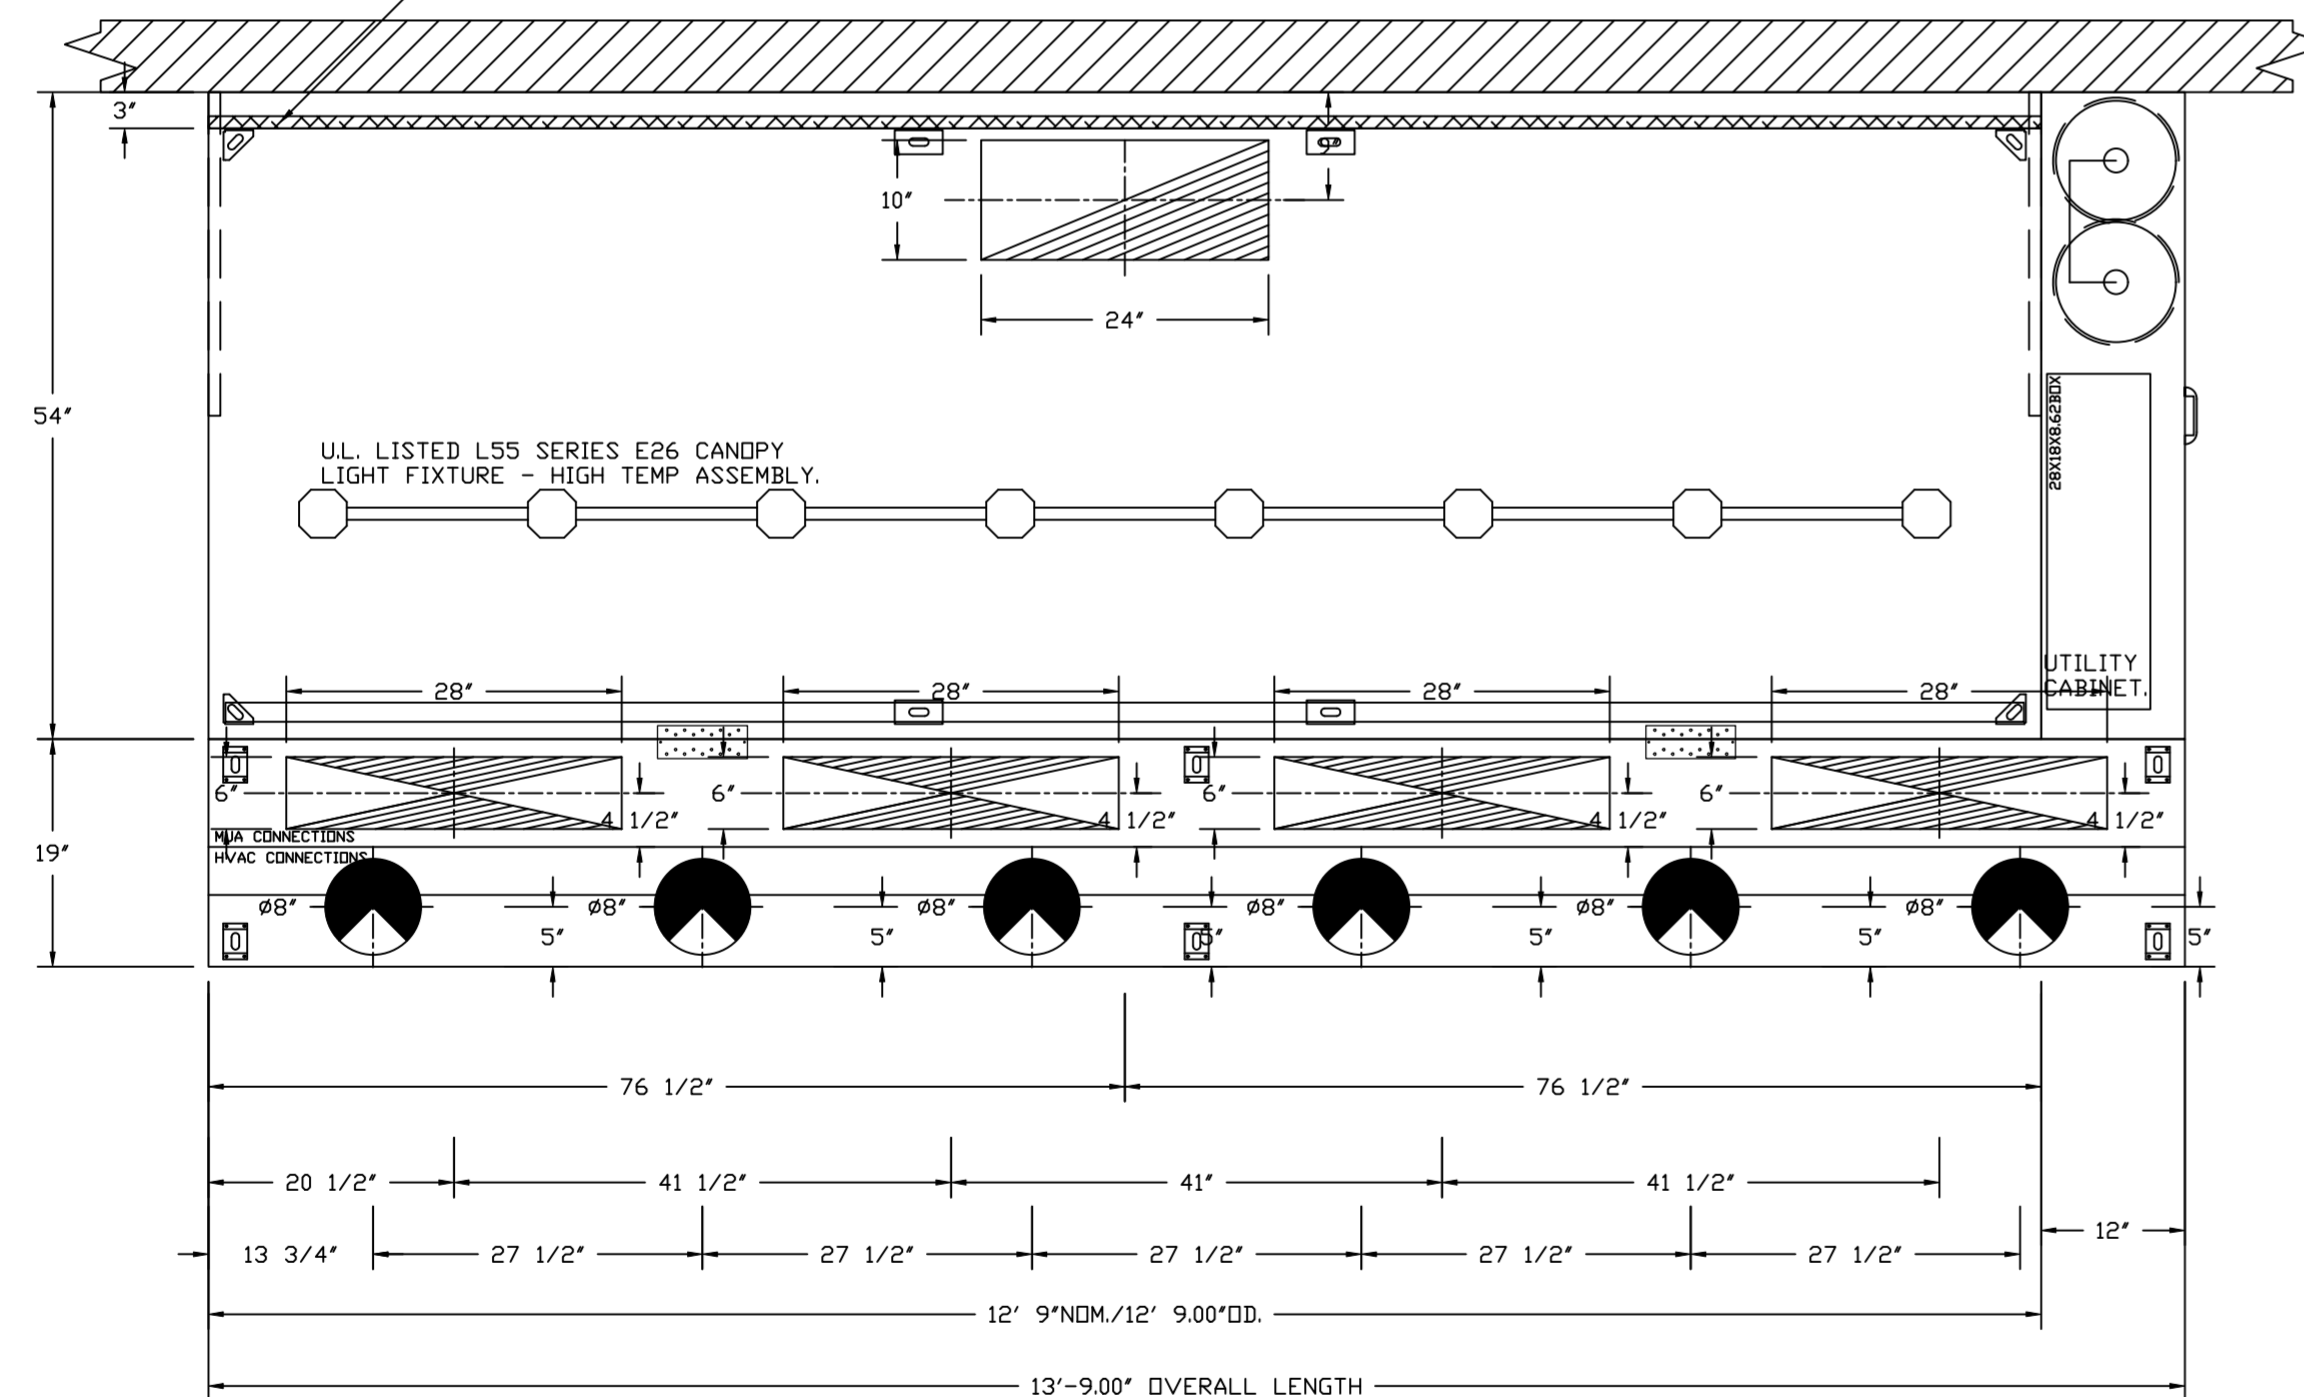 3″
9″
10″
24″
54″
28X18X8.62BOX
U.L. LISTED L55 SERIES E26 CANOPY
LIGHT FIXTURE - HIGH TEMP ASSEMBLY.
UTILITY
CABINET.
28″ 28″ 28″ 28″
6″ 6″ 6″ 6″
4 1/2″ 4 1/2″ 4 1/2″ 4 1/2″
MUA CONNECTIONS
19″
HVAC CONNECTIONS
ø8″ ø8″ ø8″ ø8″ ø8″ ø8″
5″ 5″ 5″ 5″ 5″ 5″
76 1/2″ 76 1/2″
20 1/2″ 41 1/2″ 41″ 41 1/2″
12″
13 3/4″ 27 1/2″ 27 1/2″ 27 1/2″ 27 1/2″ 27 1/2″
12′ 9″NOM./12′ 9.00″OD.
13′-9.00″ OVERALL LENGTH